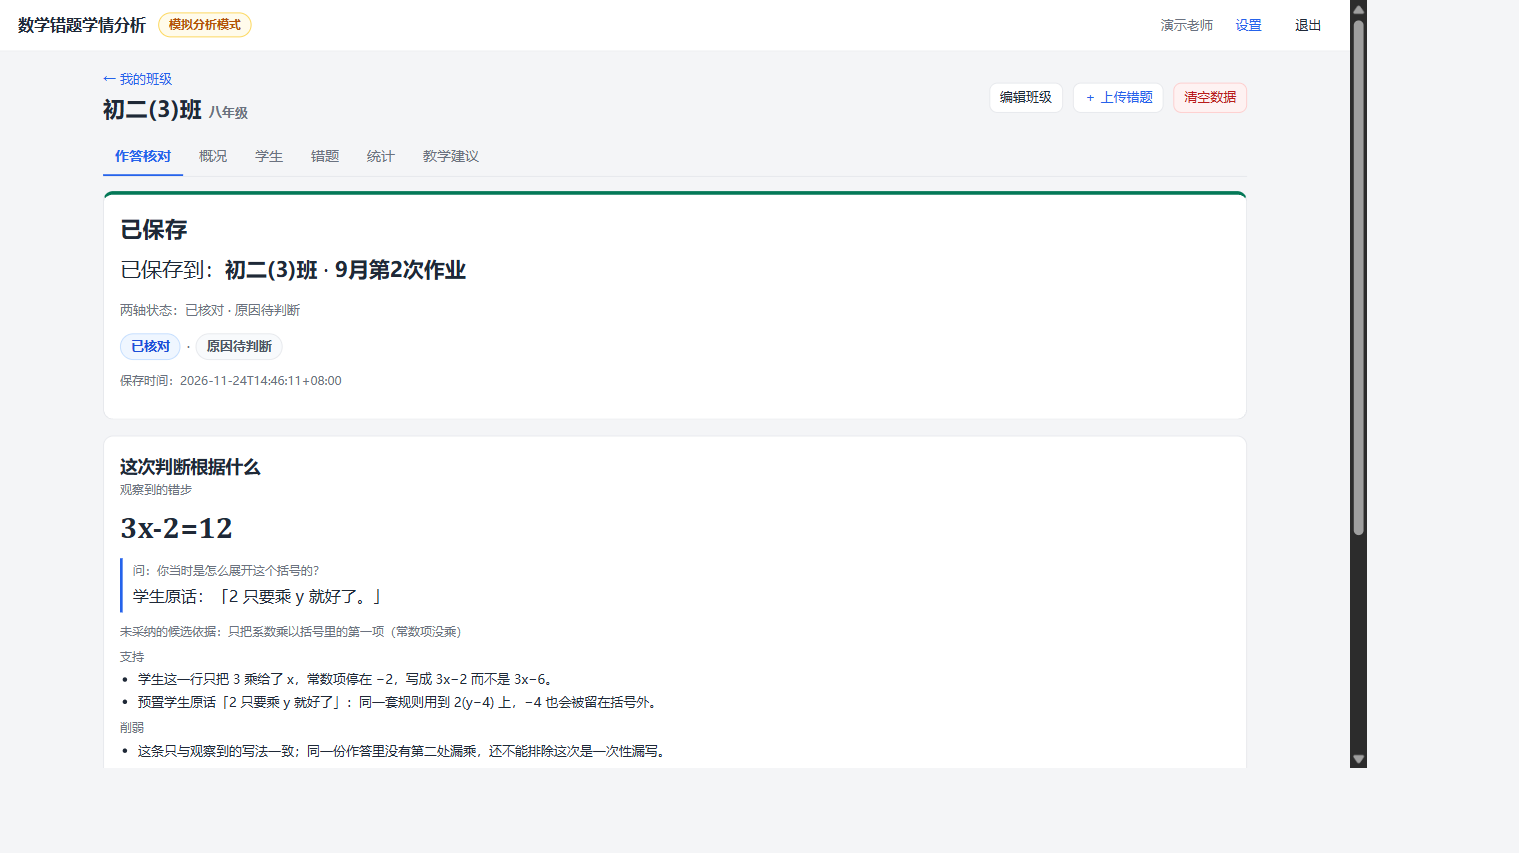 数学错题学情分析 模拟分析模式 演示老师 设置 退出
← 我的班级
初二(3)班 八年级
编辑班级 + 上传错题 清空数据
作答核对 概况 学生 错题 统计 教学建议
已保存
已保存到：初二(3)班 · 9月第2次作业
两轴状态：已核对 · 原因待判断
已核对 · 原因待判断
保存时间：2026-11-24T14:46:11+08:00
这次判断根据什么
观察到的错步
3x-2=12
问：你当时是怎么展开这个括号的？
学生原话：「2 只要乘 y 就好了。」
未采纳的候选依据：只把系数乘以括号里的第一项（常数项没乘）
支持
• 学生这一行只把 3 乘给了 x，常数项停在 −2，写成 3x−2 而不是 3x−6。
• 预置学生原话「2 只要乘 y 就好了」：同一套规则用到 2(y−4) 上，−4 也会被留在括号外。
削弱
• 这条只与观察到的写法一致；同一份作答里没有第二处漏乘，还不能排除这次是一次性漏写。